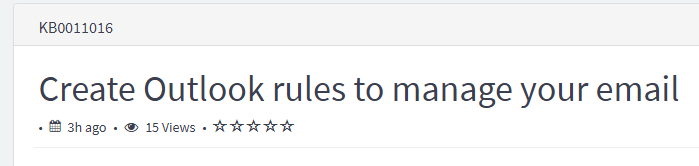 KB0011016
Create Outlook rules to manage your email
• 3h ago • 15 Views • ☆☆☆☆☆